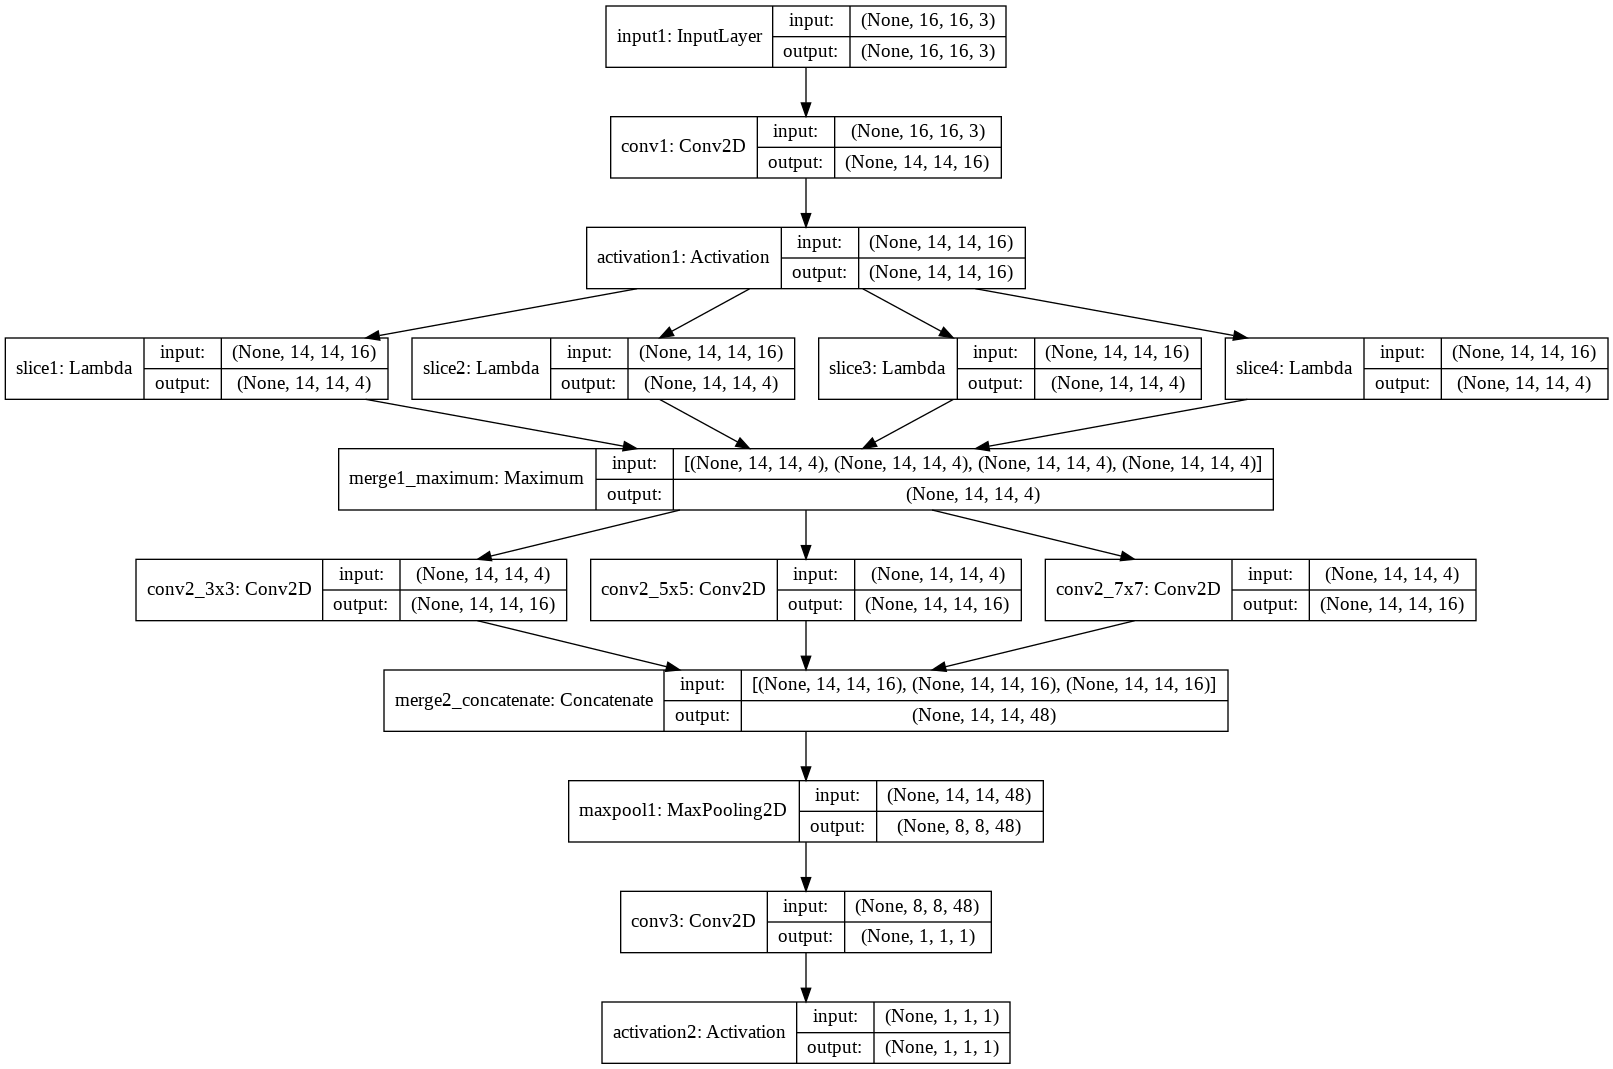 input1: InputLayer
input:
(None, 16, 16, 3)
output:
(None, 16, 16, 3)
conv1: Conv2D
input:
(None, 16, 16, 3)
output:
(None, 14, 14, 16)
activation1: Activation
input:
(None, 14, 14, 16)
output:
(None, 14, 14, 16)
slice1: Lambda
input:
(None, 14, 14, 16)
output:
(None, 14, 14, 4)
slice2: Lambda
input:
(None, 14, 14, 16)
output:
(None, 14, 14, 4)
slice3: Lambda
input:
(None, 14, 14, 16)
output:
(None, 14, 14, 4)
slice4: Lambda
input:
(None, 14, 14, 16)
output:
(None, 14, 14, 4)
merge1_maximum: Maximum
input:
[(None, 14, 14, 4), (None, 14, 14, 4), (None, 14, 14, 4), (None, 14, 14, 4)]
output:
(None, 14, 14, 4)
conv2_3x3: Conv2D
input:
(None, 14, 14, 4)
output:
(None, 14, 14, 16)
conv2_5x5: Conv2D
input:
(None, 14, 14, 4)
output:
(None, 14, 14, 16)
conv2_7x7: Conv2D
input:
(None, 14, 14, 4)
output:
(None, 14, 14, 16)
merge2_concatenate: Concatenate
input:
[(None, 14, 14, 16), (None, 14, 14, 16), (None, 14, 14, 16)]
output:
(None, 14, 14, 48)
maxpool1: MaxPooling2D
input:
(None, 14, 14, 48)
output:
(None, 8, 8, 48)
conv3: Conv2D
input:
(None, 8, 8, 48)
output:
(None, 1, 1, 1)
activation2: Activation
input:
(None, 1, 1, 1)
output:
(None, 1, 1, 1)